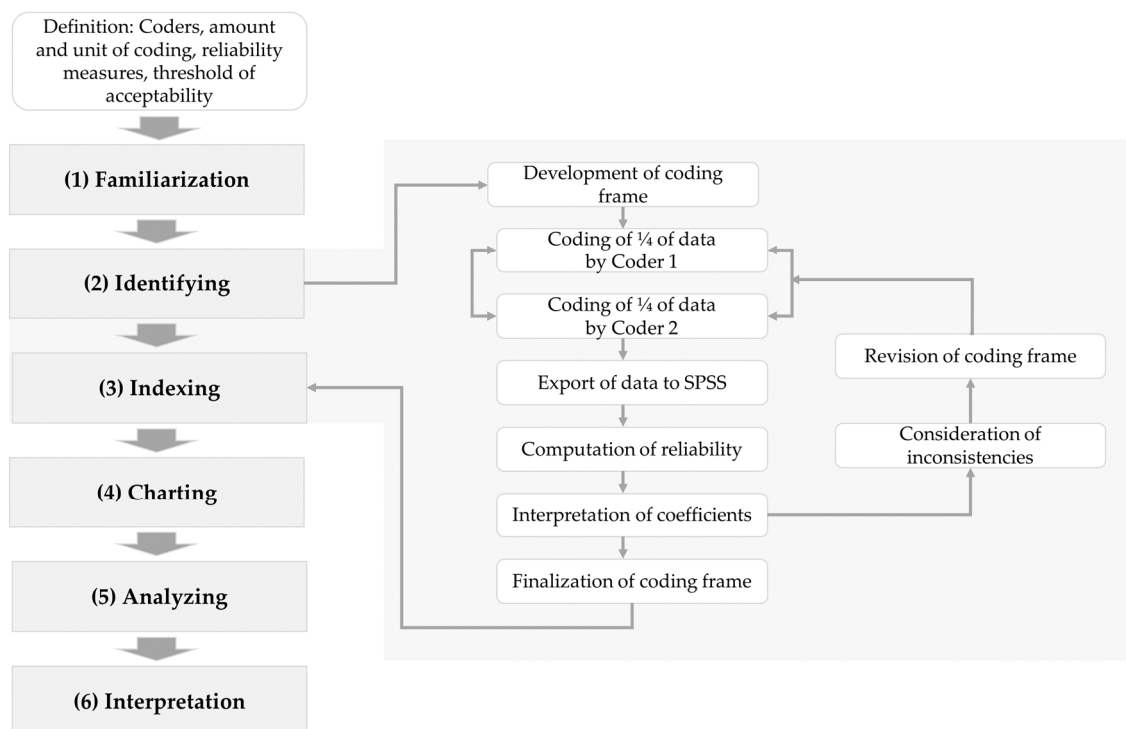 Definition: Coders, amount
and unit of coding, reliability
measures, threshold of
acceptability
(1) Familiarization
(2) Identifying
(3) Indexing
(4) Charting
(5) Analyzing
(6) Interpretation
Development of coding
frame
Coding of ¼ of data
by Coder 1
Coding of ¼ of data
by Coder 2
Export of data to SPSS
Computation of reliability
Interpretation of coefficients
Finalization of coding frame
Revision of coding frame
Consideration of
inconsistencies